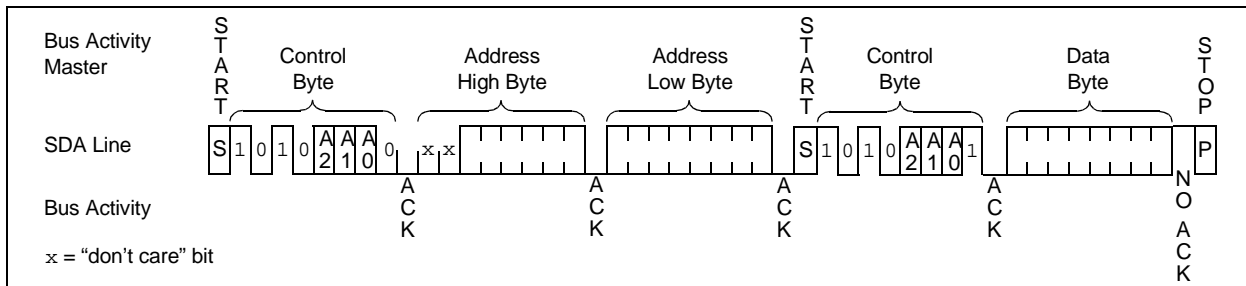 Bus Activity
Master
START
Control
Byte
Address
High Byte
Address
Low Byte
START
Control
Byte
Data
Byte
STOP
SDA Line
S 1 0 1 0 A2 A1 A0 0 x x S 1 0 1 0 A2 A1 A0 1 P
Bus Activity
ACK
ACK
ACK
ACK
NO ACK
x = “don’t care” bit